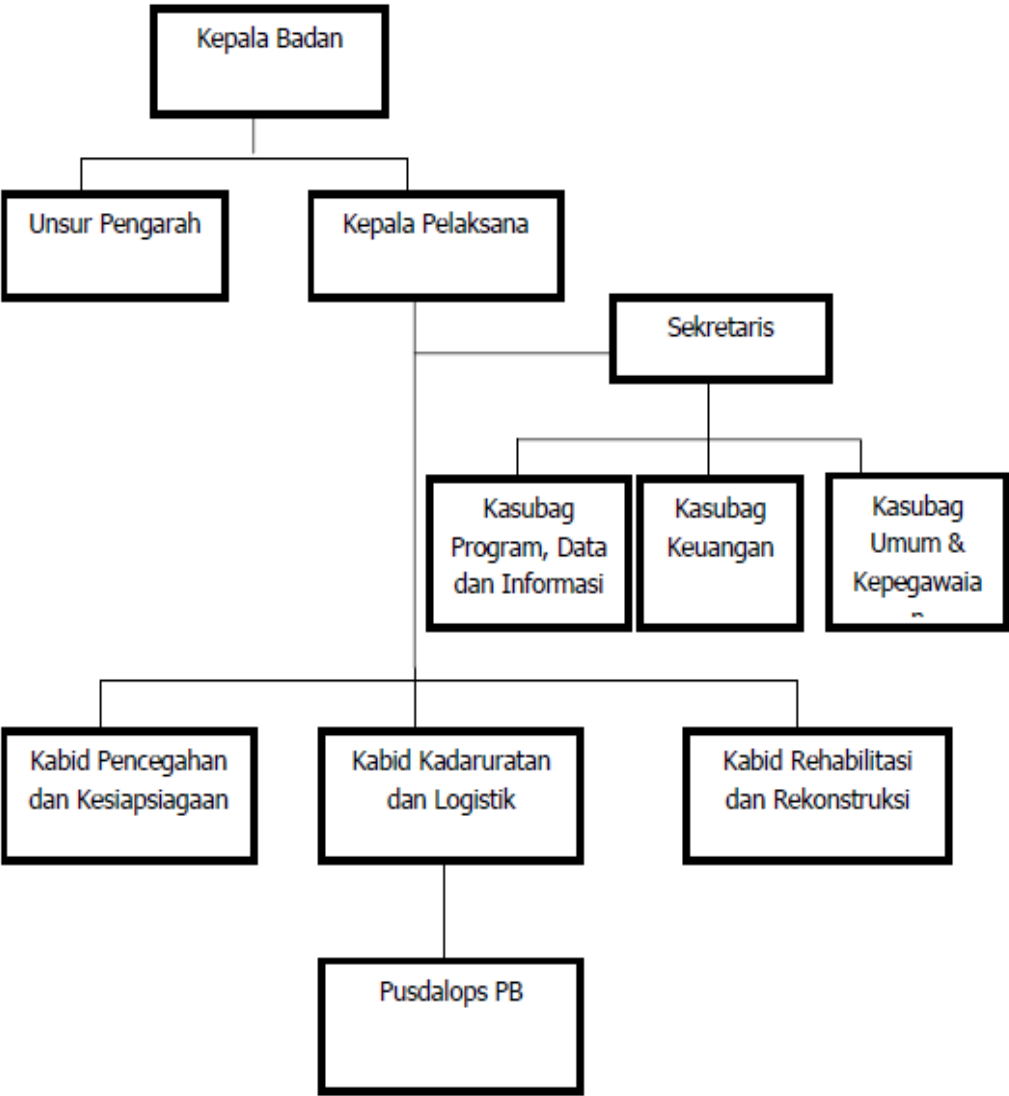 Kepala Badan
Unsur Pengarah
Kepala Pelaksana
Sekretaris
Kasubag
Program, Data
dan Informasi
Kasubag
Keuangan
Kasubag
Umum &
Kepegawaia
n
Kabid Pencegahan
dan Kesiapsiagaan
Kabid Kadaruratan
dan Logistik
Kabid Rehabilitasi
dan Rekonstruksi
Pusdalops PB